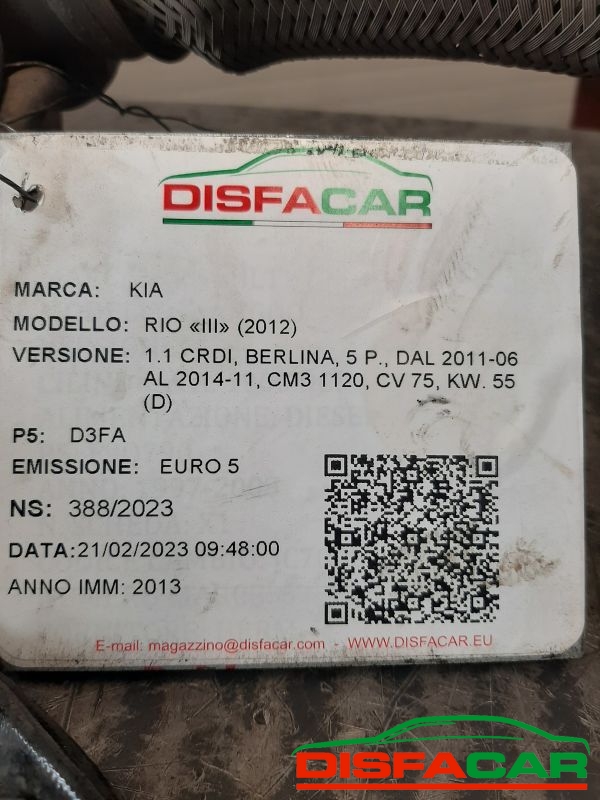 DISFACAR
MARCA: KIA
MODELLO: RIO «III» (2012)
VERSIONE: 1.1 CRDI, BERLINA, 5 P., DAL 2011-06
AL 2014-11, CM3 1120, CV 75, KW. 55
(D)
P5: D3FA
EMISSIONE: EURO 5
NS: 388/2023
DATA:21/02/2023 09:48:00
ANNO IMM: 2013
E-mail: magazzino@disfacar.com - WWW.DISFACAR.EU
DISFACAR